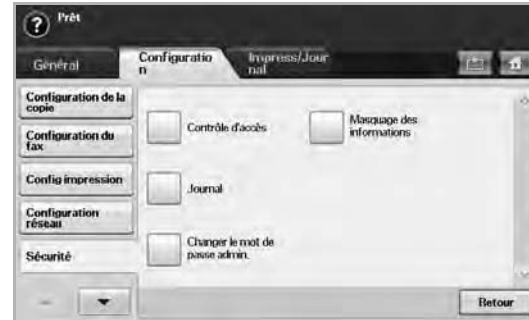 Prêt
Général
Configuratio
n
Impress/Jour
nal
Configuration de la
copie
Configuration du
fax
Config impression
Configuration
réseau
Sécurité
Contrôle d'accès
Masquage des
informations
Journal
Changer le mot de
passe admin.
Retour